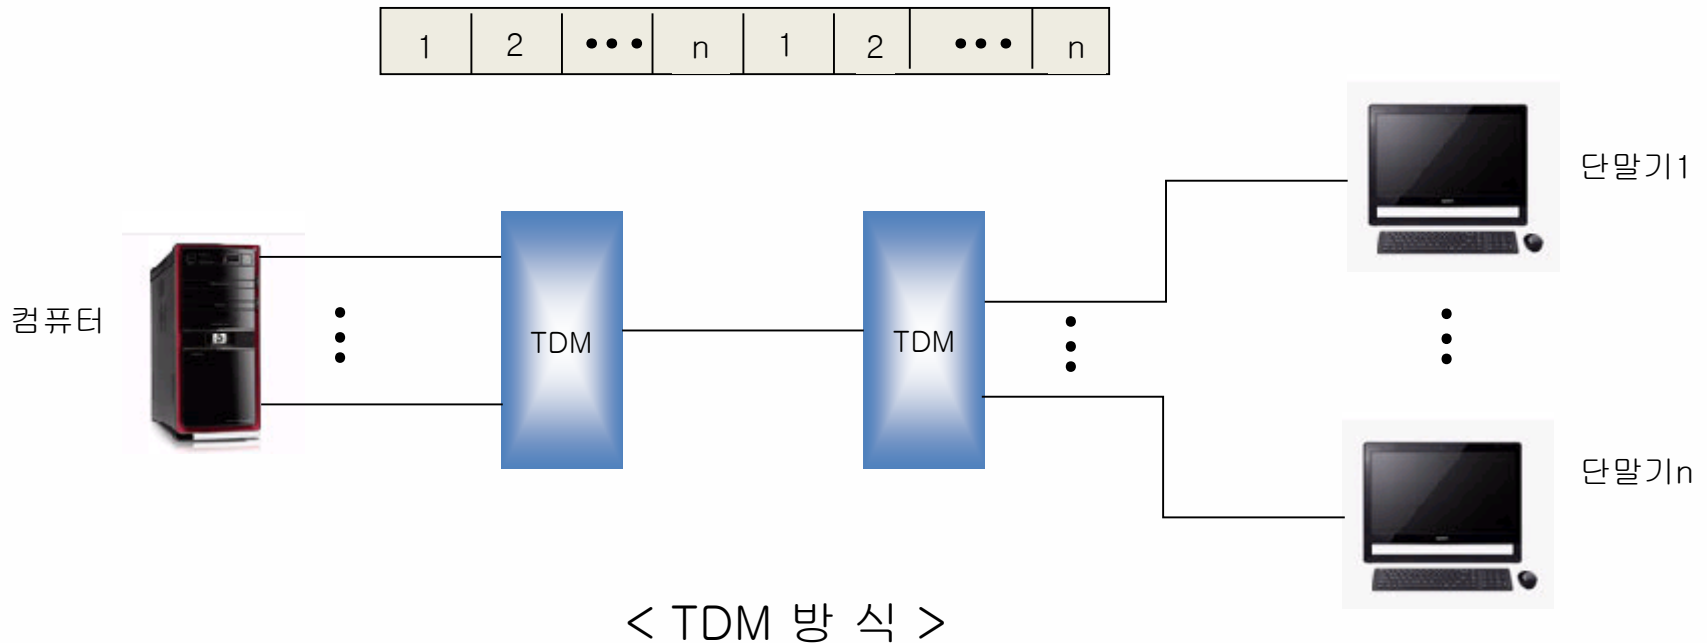 1 2 ••• n 1 2 ••• n
단말기1
컴퓨터
TDM
TDM
단말기n
< TDM 방 식 >